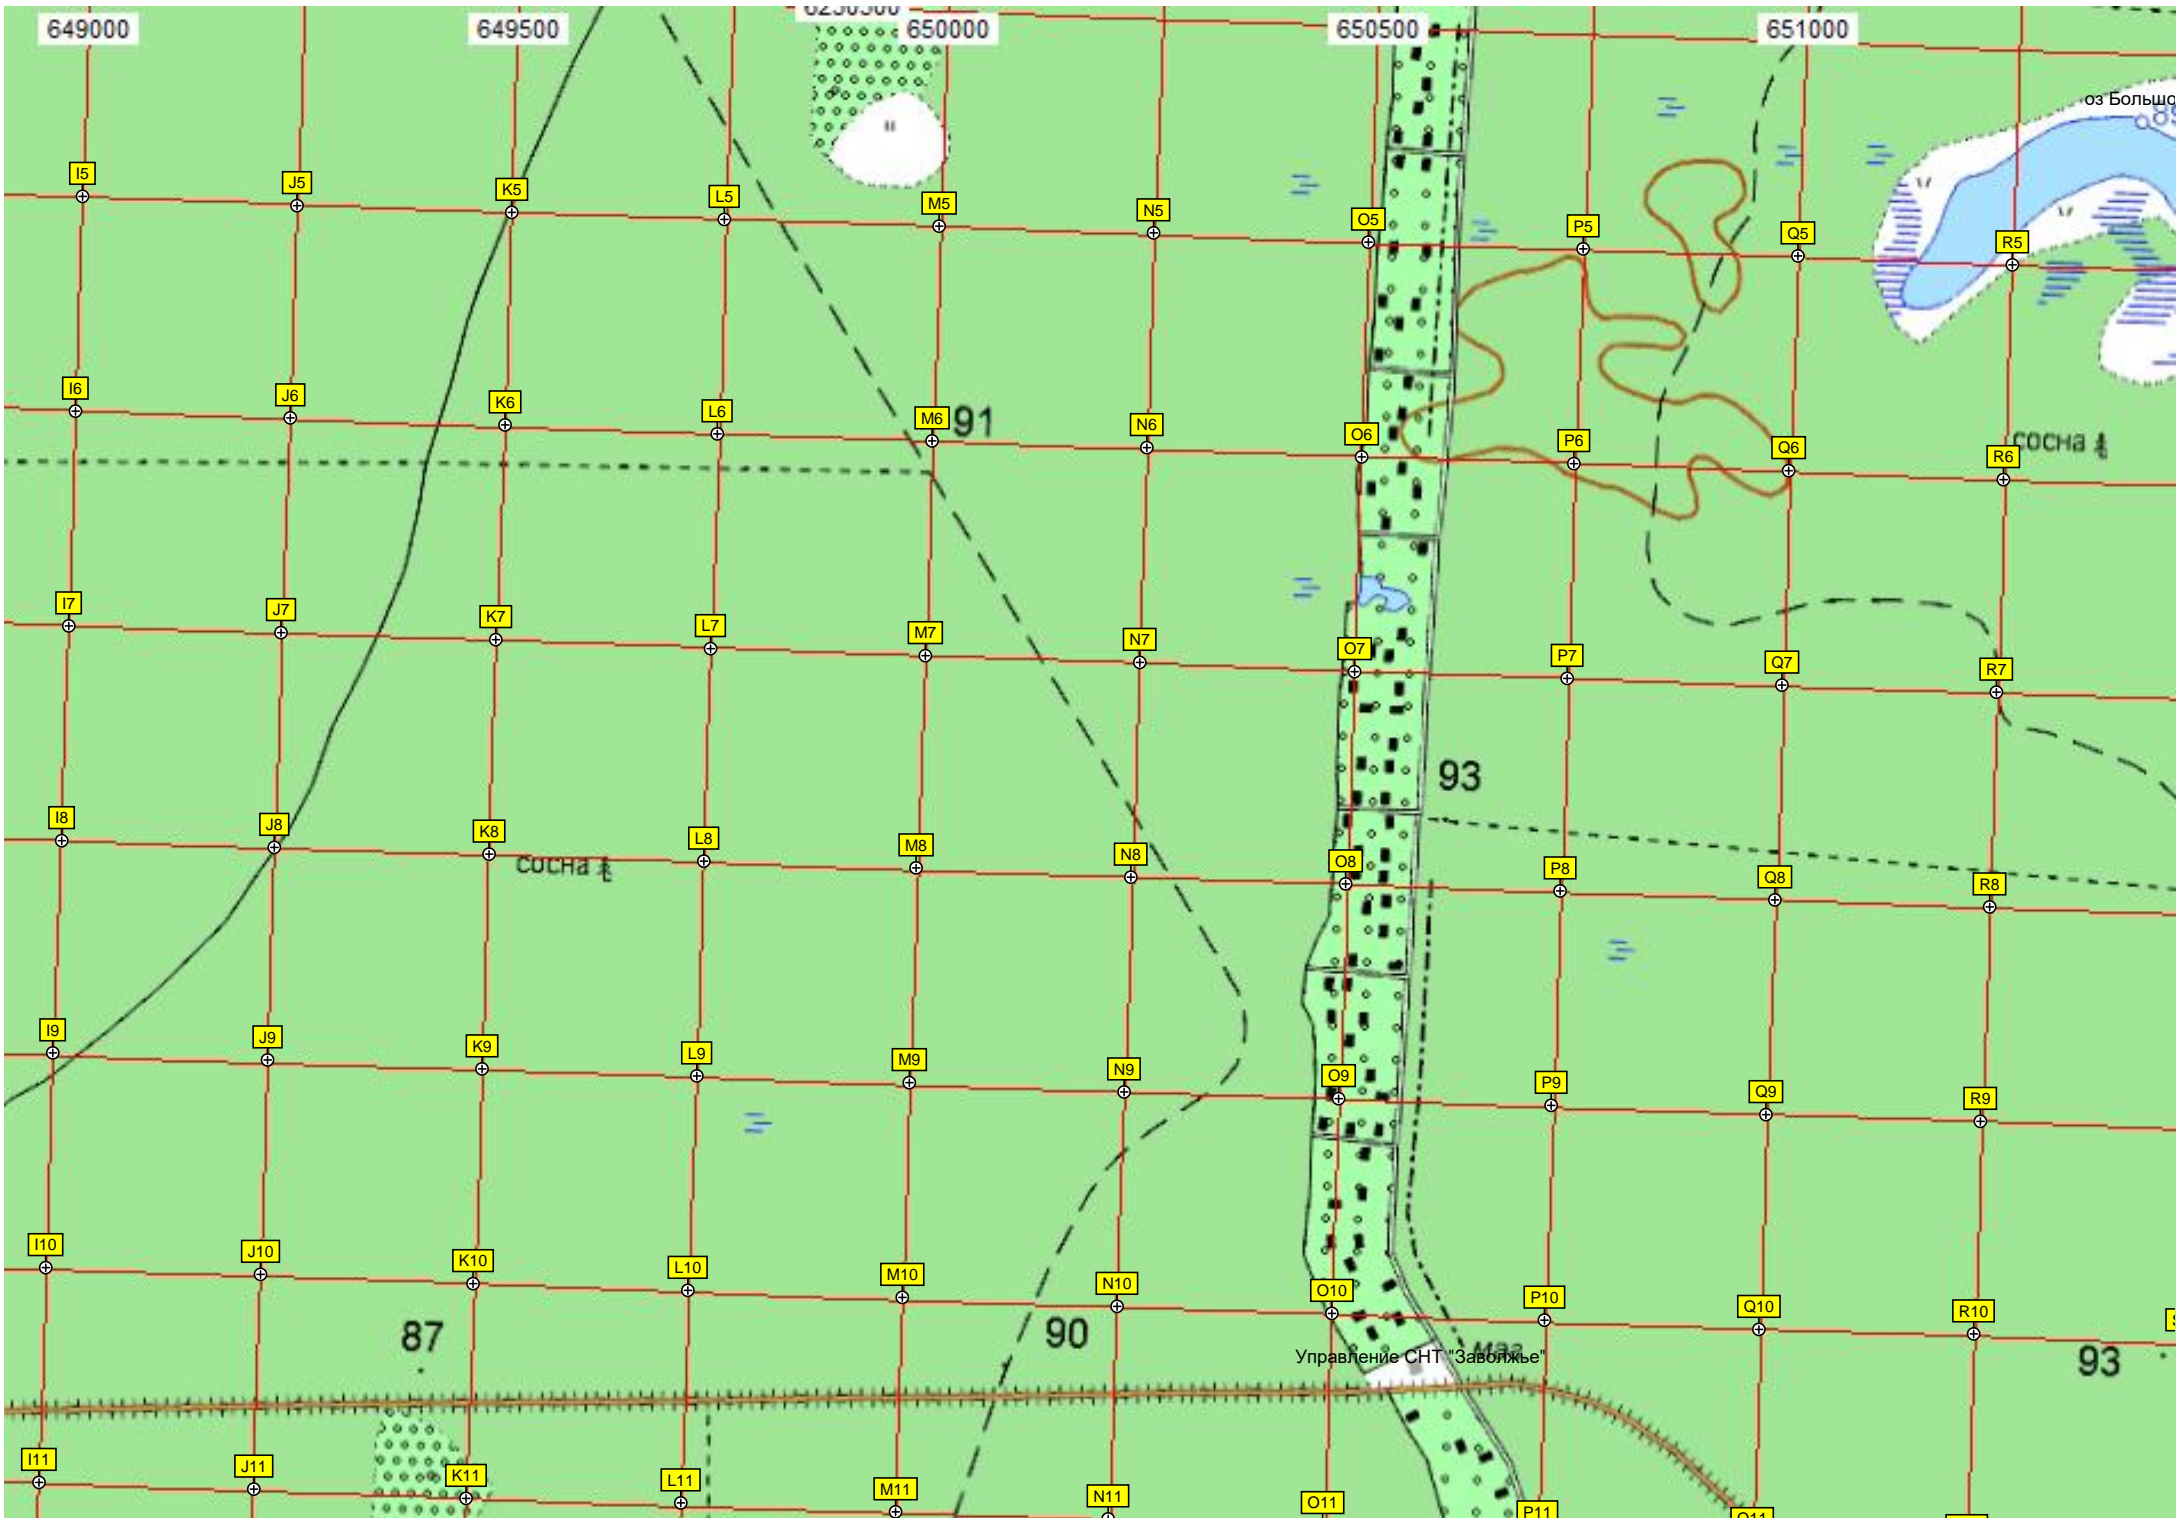 6250500
649000 649500 650000 650500 651000
оз Большо
89
I5 J5 K5 L5 M5 N5 O5 P5 Q5 R5
I6 J6 K6 L6 M6 N6 O6 P6 Q6 R6
91
сосна
I7 J7 K7 L7 M7 N7 O7 P7 Q7 R7
93
I8 J8 K8 L8 M8 N8 O8 P8 Q8 R8
сосна
I9 J9 K9 L9 M9 N9 O9 P9 Q9 R9
I10 J10 K10 L10 M10 N10 O10 P10 Q10 R10
87 90 маг 93
Управление СНТ "Заволжье"
I11 J11 K11 L11 M11 N11 O11 P11 Q11